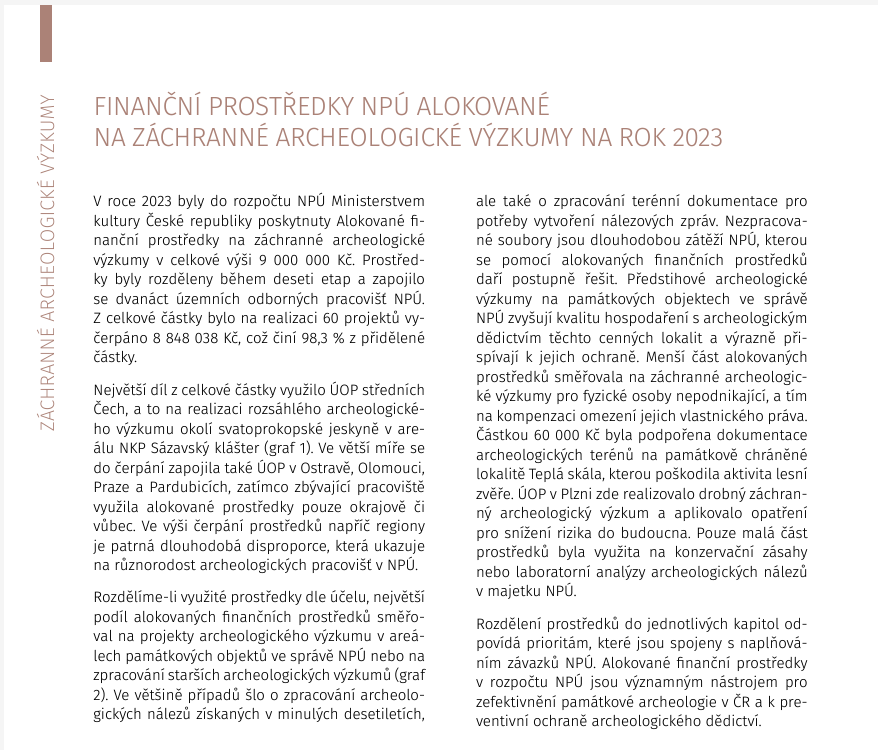 ZÁCHRANNÉ ARCHEOLOGICKÉ VÝZKUMY
FINANČNÍ PROSTŘEDKY NPÚ ALOKOVANÉ
NA ZÁCHRANNÉ ARCHEOLOGICKÉ VÝZKUMY NA ROK 2023
V roce 2023 byly do rozpočtu NPÚ Ministerstvem
kultury České republiky poskytnuty Alokované fi-
nanční prostředky na záchranné archeologické
výzkumy v celkové výši 9 000 000 Kč. Prostřed-
ky byly rozděleny během deseti etap a zapojilo
se dvanáct územních odborných pracovišť NPÚ.
Z celkové částky bylo na realizaci 60 projektů vy-
čerpáno 8 848 038 Kč, což činí 98,3 % z přidělené
částky.
Největší díl z celkové částky využilo ÚOP středních
Čech, a to na realizaci rozsáhlého archeologické-
ho výzkumu okolí svatoprokopské jeskyně v are-
álu NKP Sázavský klášter (graf 1). Ve větší míře se
do čerpání zapojila také ÚOP v Ostravě, Olomouci,
Praze a Pardubicích, zatímco zbývající pracoviště
využila alokované prostředky pouze okrajově či
vůbec. Ve výši čerpání prostředků napříč regiony
je patrná dlouhodobá disproporce, která ukazuje
na různorodost archeologických pracovišť v NPÚ.
Rozdělíme-li využité prostředky dle účelu, největší
podíl alokovaných finančních prostředků směřo-
val na projekty archeologického výzkumu v areá-
lech památkových objektů ve správě NPÚ nebo na
zpracování starších archeologických výzkumů (graf
2). Ve většině případů šlo o zpracování archeolo-
gických nálezů získaných v minulých desetiletích,
ale také o zpracování terénní dokumentace pro
potřeby vytvoření nálezových zpráv. Nezpracova-
né soubory jsou dlouhodobou zátěží NPÚ, kterou
se pomocí alokovaných finančních prostředků
daří postupně řešit. Předstihové archeologické
výzkumy na památkových objektech ve správě
NPÚ zvyšují kvalitu hospodaření s archeologickým
dědictvím těchto cenných lokalit a výrazně při-
spívají k jejich ochraně. Menší část alokovaných
prostředků směřovala na záchranné archeologic-
ké výzkumy pro fyzické osoby nepodnikající, a tím
na kompenzaci omezení jejich vlastnického práva.
Částkou 60 000 Kč byla podpořena dokumentace
archeologických terénů na památkově chráněné
lokalitě Teplá skála, kterou poškodila aktivita lesní
zvěře. ÚOP v Plzni zde realizovalo drobný záchran-
ný archeologický výzkum a aplikovalo opatření
pro snížení rizika do budoucna. Pouze malá část
prostředků byla využita na konzervační zásahy
nebo laboratorní analýzy archeologických nálezů
v majetku NPÚ.
Rozdělení prostředků do jednotlivých kapitol od-
povídá prioritám, které jsou spojeny s naplňová-
ním závazků NPÚ. Alokované finanční prostředky
v rozpočtu NPÚ jsou významným nástrojem pro
zefektivnění památkové archeologie v ČR a k pre-
ventivní ochraně archeologického dědictví.